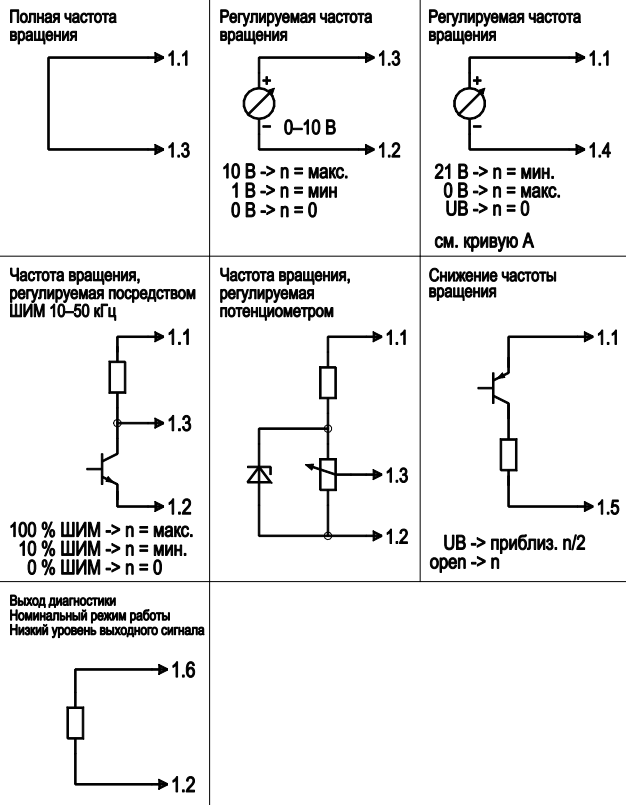 Полная частота
вращения
1.1
1.3
Регулируемая частота
вращения
1.3
+
–
0–10 В
1.2
10 В -> n = макс.
1 В -> n = мин
0 В -> n = 0
Регулируемая частота
вращения
1.1
+
–
1.4
21 В -> n = мин.
0 В -> n = макс.
UB -> n = 0
см. кривую А
Частота вращения,
регулируемая посредством
ШИМ 10–50 кГц
1.1
1.3
1.2
100 % ШИМ -> n = макс.
10 % ШИМ -> n = мин.
0 % ШИМ -> n = 0
Частота вращения,
регулируемая
потенциометром
1.1
1.3
1.2
Снижение частоты
вращения
1.1
1.5
UB -> приблиз. n/2
open -> n
Выход диагностики
Номинальный режим работы
Низкий уровень выходного сигнала
1.6
1.2